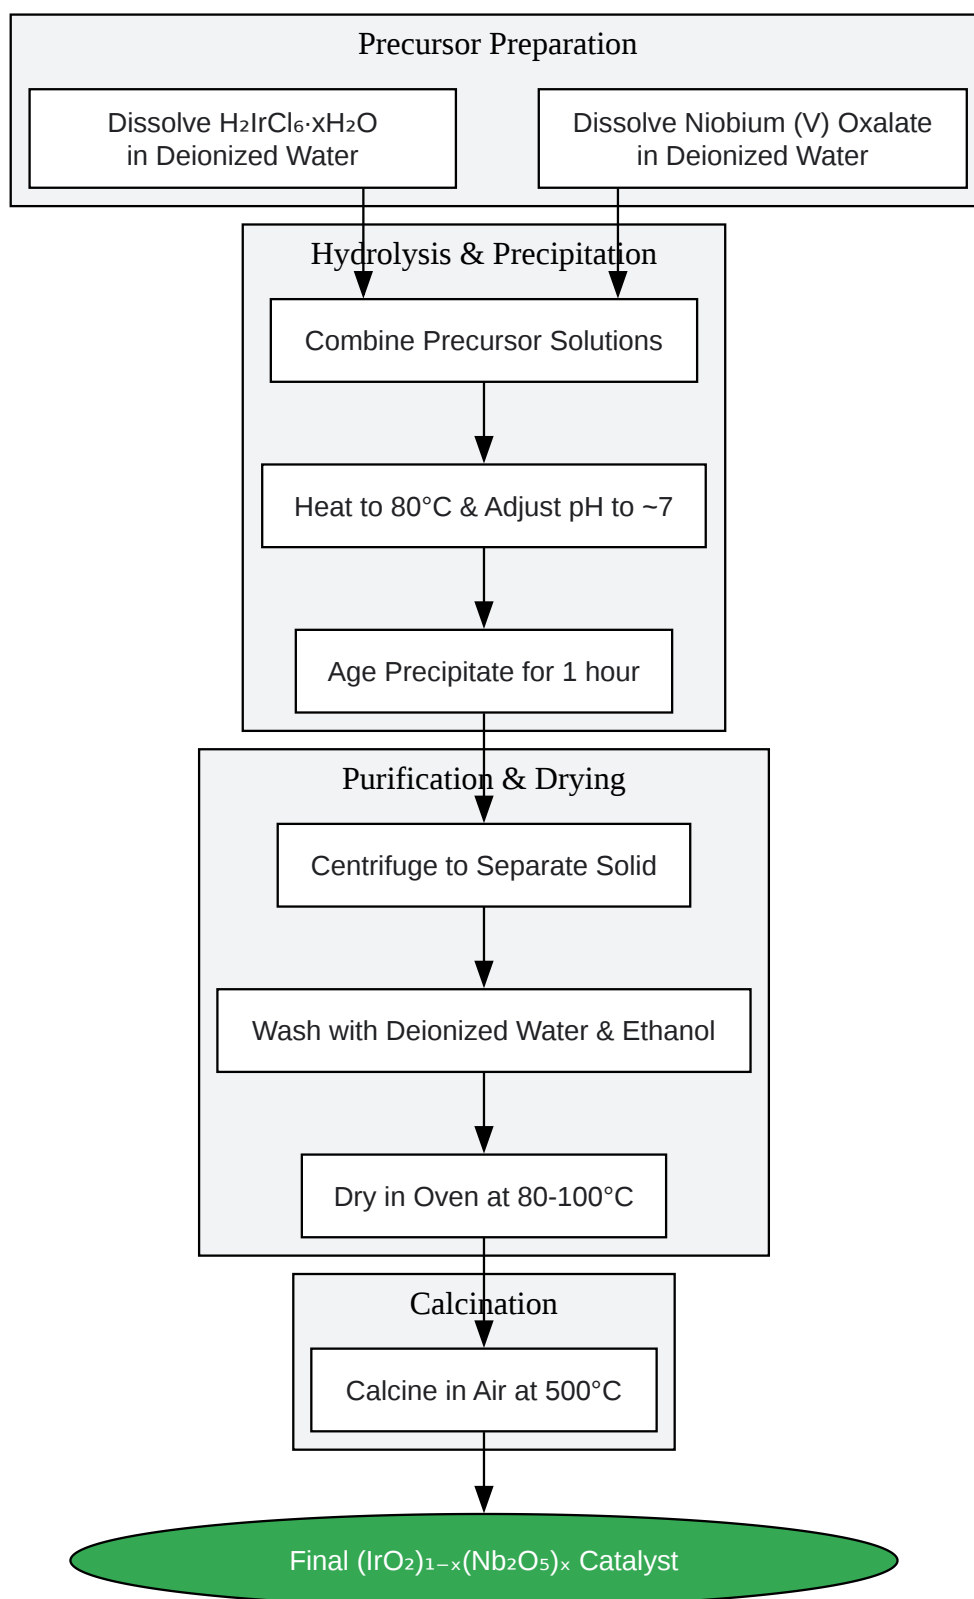 Precursor Preparation
Dissolve H₂IrCl₆·xH₂O
in Deionized Water
Dissolve Niobium (V) Oxalate
in Deionized Water
Hydrolysis & Precipitation
Combine Precursor Solutions
Heat to 80°C & Adjust pH to ~7
Age Precipitate for 1 hour
Purification & Drying
Centrifuge to Separate Solid
Wash with Deionized Water & Ethanol
Dry in Oven at 80-100°C
Calcination
Calcine in Air at 500°C
Final (IrO₂)₁₋ₓ(Nb₂O₅)ₓ Catalyst